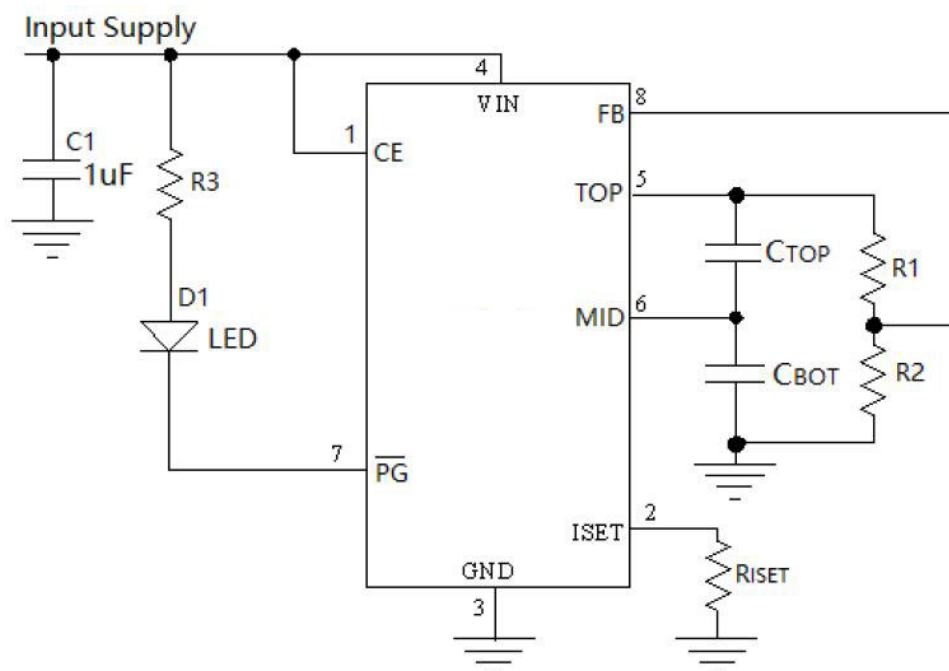 Input Supply
4
VIN
8
FB
1
CE
C1
1uF
R3
5
TOP
CTOP
R1
D1
LED
6
MID
CBOT
R2
7
PG
2
ISET
RISET
GND
3